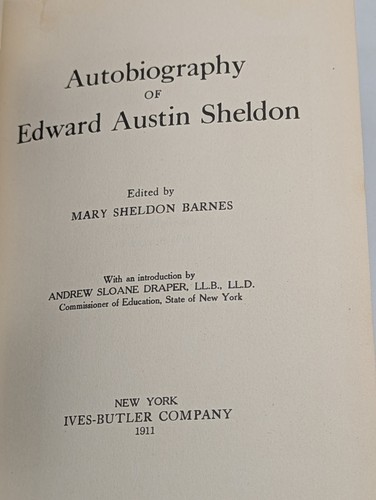 Autobiography
OF
Edward Austin Sheldon
Edited by
MARY SHELDON BARNES
With an introduction by
ANDREW SLOANE DRAPER, LL.B., LL.D.
Commissioner of Education, State of New York
NEW YORK
IVES-BUTLER COMPANY
1911